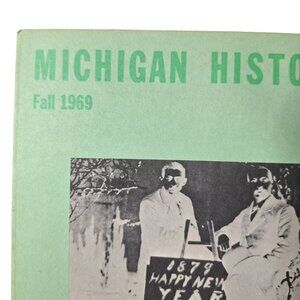 MICHIGAN HISTO
Fall 1969
1879
HAPPY NEW
YEAR